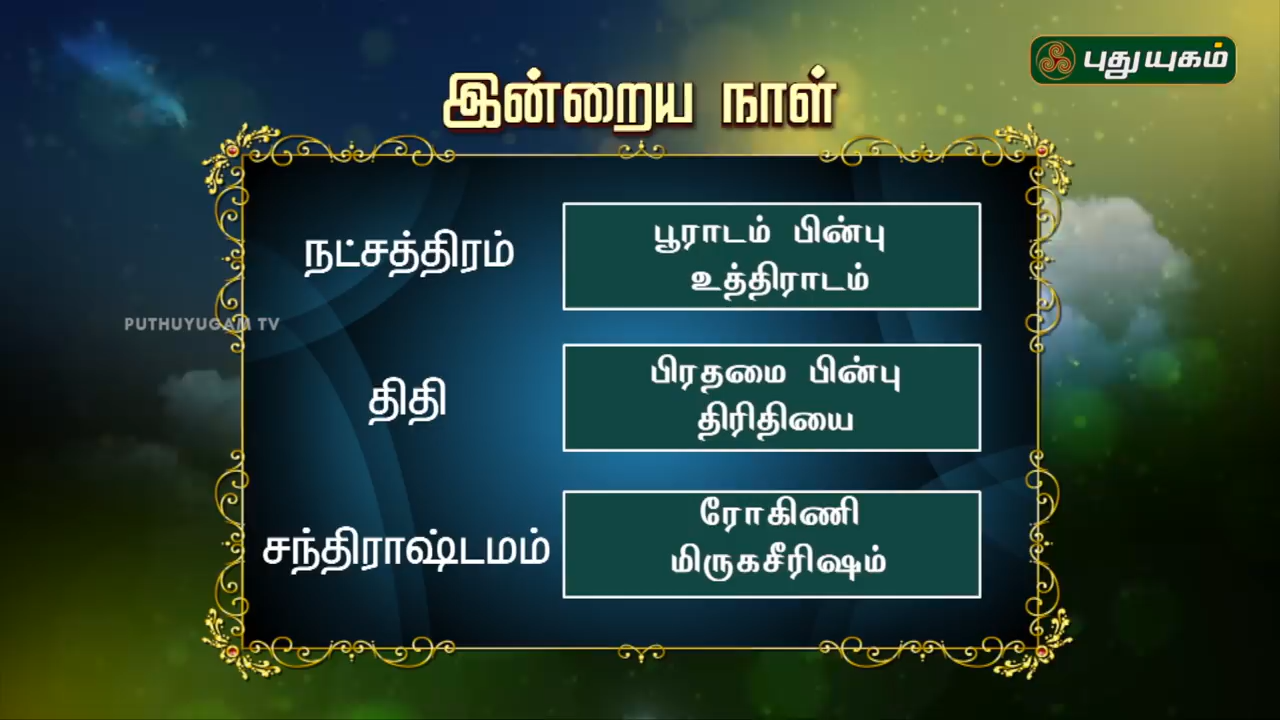 புதுயுகம்
இன்றைய நாள்
நட்சத்திரம்
பூராடம் பின்பு
உத்திராடம்
PUTHUYUGAM TV
திதி
பிரதமை பின்பு
திரிதியை
சந்திராஷ்டமம்
ரோகிணி
மிருகசீரிஷம்